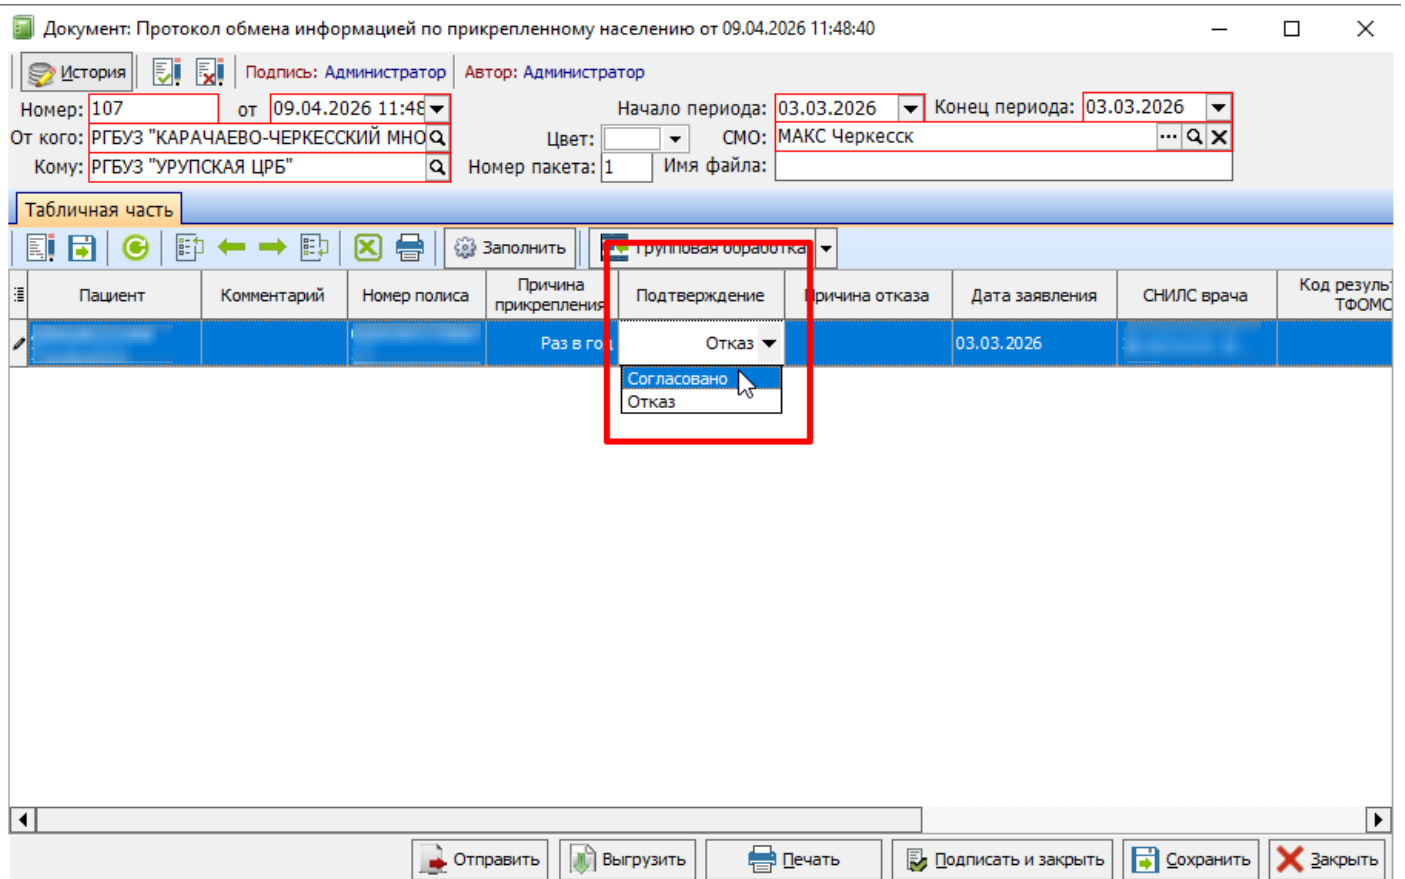 Документ: Протокол обмена информацией по прикрепленному населению от 09.04.2026 11:48:40
История Подпись: Администратор Автор: Администратор
Номер: 107 от 09.04.2026 11:48 Начало периода: 03.03.2026 Конец периода: 03.03.2026
От кого: РГБУЗ "КАРАЧАЕВО-ЧЕРКЕССКИЙ МНО Цвет: СМО: МАКС Черкесск
Кому: РГБУЗ "УРУПСКАЯ ЦРБ" Номер пакета: 1 Имя файла:
Табличная часть
Заполнить Групповая обработка
Пациент Комментарий Номер полиса Причина прикрепления Подтверждение Причина отказа Дата заявления СНИЛС врача Код резуль ТФОМС
Раз в год Отказ 03.03.2026
Согласовано
Отказ
Отправить Выгрузить Печать Подписать и закрыть Сохранить Закрыть